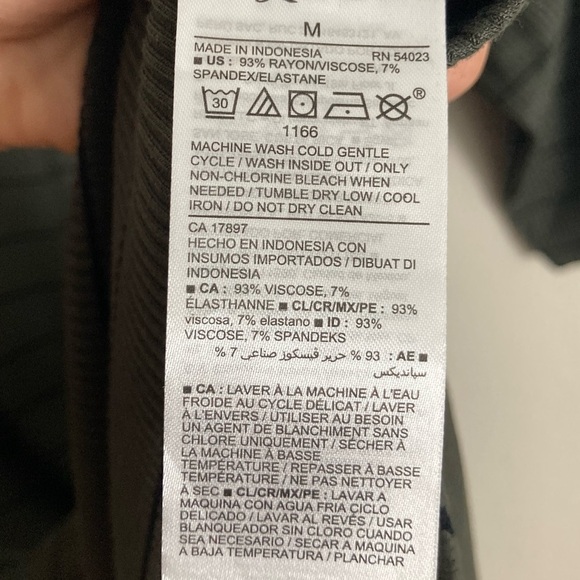 M
MADE IN INDONESIA RN 54023
■ US : 93% RAYON/VISCOSE, 7%
SPANDEX/ELASTANE
30
®
1166
MACHINE WASH COLD GENTLE
CYCLE / WASH INSIDE OUT / ONLY
NON-CHLORINE BLEACH WHEN
NEEDED / TUMBLE DRY LOW / COOL
IRON / DO NOT DRY CLEAN
CA 17897
HECHO EN INDONESIA CON
INSUMOS IMPORTADOS / DIBUAT DI
INDONESIA
■ CA : 93% VISCOSE, 7%
ÉLASTHANNE ■ CL/CR/MX/PE : 93%
viscosa, 7% elastano ■ ID : 93%
VISCOSE, 7% SPANDEKS
■ AE : 93 % حرير ڤيسكوز صناعي 7 %
سپانديكس
■ CA : LAVER À LA MACHINE À L'EAU
FROIDE AU CYCLE DÉLICAT / LAVER
À L'ENVERS / UTILISER AU BESOIN
UN AGENT DE BLANCHIMENT SANS
CHLORE UNIQUEMENT / SÉCHER À
LA MACHINE À BASSE
TEMPÉRATURE / REPASSER À BASSE
TEMPÉRATURE / NE PAS NETTOYER
À SEC ■ CL/CR/MX/PE : LAVAR A
MAQUINA CON AGUA FRIA CICLO
DELICADO / LAVAR AL REVÉS / USAR
BLANQUEADOR SIN CLORO CUANDO
SEA NECESARIO / SECAR A MAQUINA
A BAJA TEMPERATURA / PLANCHAR